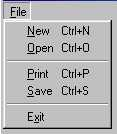 File
New Ctrl+N
Open Ctrl+O
Print Ctrl+P
Save Ctrl+S
Exit